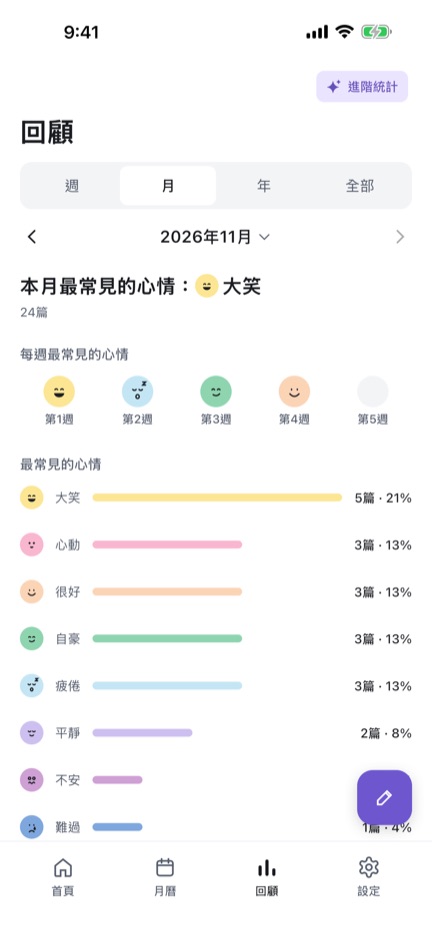 9:41
進階統計
回顧
週 月 年 全部
2026年11月
本月最常見的心情：大笑
24篇
每週最常見的心情
第1週 第2週 第3週 第4週 第5週
最常見的心情
大笑 5篇 · 21%
心動 3篇 · 13%
很好 3篇 · 13%
自豪 3篇 · 13%
疲倦 3篇 · 13%
平靜 2篇 · 8%
不安
難過 1篇 · 4%
首頁 月曆 回顧 設定